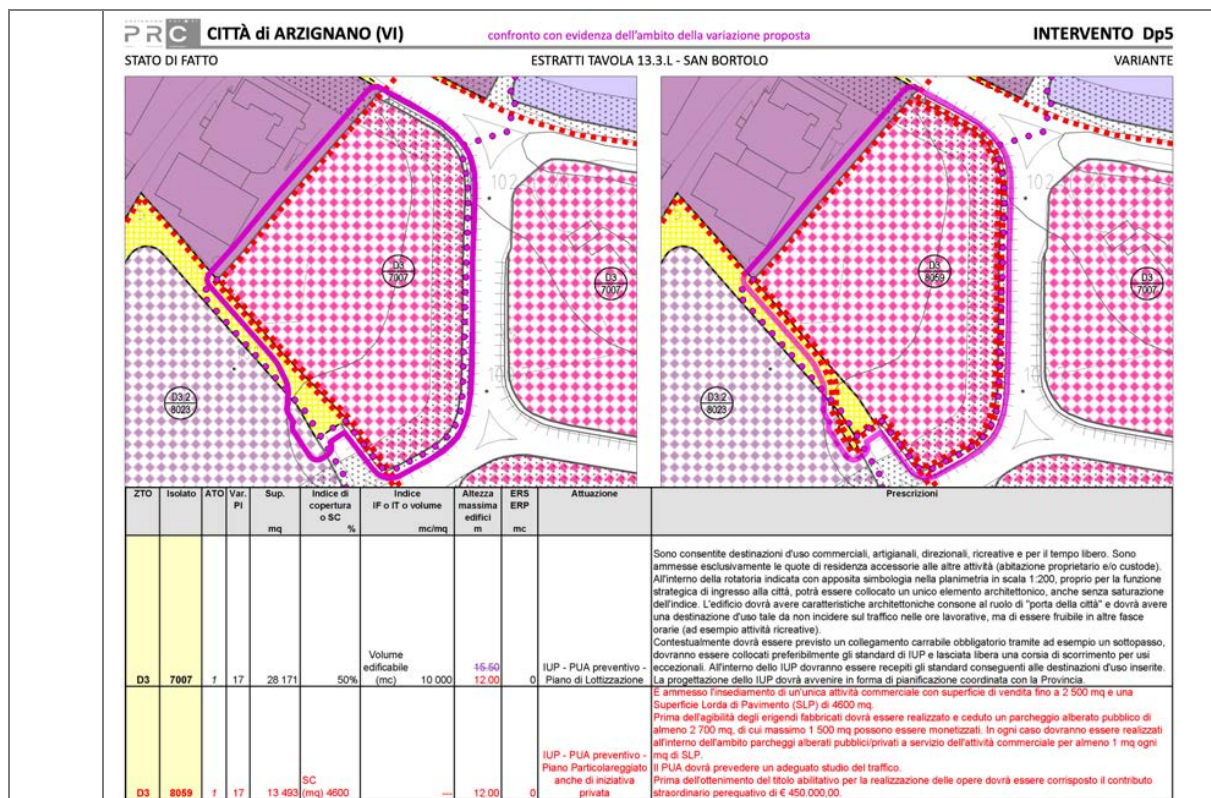 PRC CITTÀ di ARZIGNANO (VI) confronto con evidenza dell'ambito della variazione proposta INTERVENTO Dp5
STATO DI FATTO ESTRATTI TAVOLA 13.3.L - SAN BORTOLO VARIANTE
102
102
D3 7007
D3 7007
D3 8059
D3 7007
D3.2 8023
D3.2 8023
ZTO Isolato ATO Var. PI Sup. mq Indice di copertura o SC % Indice IF o IT o volume mc/mq Altezza massima edifici m ERS ERP mc Attuazione Prescrizioni
Sono consentite destinazioni d'uso commerciali, artigianali, direzionali, ricreative e per il tempo libero. Sono
ammesse esclusivamente le quote di residenza accessorie alle altre attività (abitazione proprietario e/o custode).
All'interno della rotatoria indicata con apposita simbologia nella planimetria in scala 1:200, proprio per la funzione
strategica di ingresso alla città, potrà essere collocato un unico elemento architettonico, anche senza saturazione
dell'indice. L'edificio dovrà avere caratteristiche architettoniche consone al ruolo di "porta della città" e dovrà avere
una destinazione d'uso tale da non incidere sul traffico nelle ore lavorative, ma di essere fruibile in altre fasce
orarie (ad esempio attività ricreative).
Contestualmente dovrà essere previsto un collegamento carrabile obbligatorio tramite ad esempio un sottopasso,
dovranno essere collocati preferibilmente gli standard di IUP e lasciata libera una corsia di scorrimento per usi
eccezionali. All'interno dello IUP dovranno essere recepiti gli standard conseguenti alle destinazioni d'uso inserite.
La progettazione dello IUP dovrà avvenire in forma di pianificazione coordinata con la Provincia.
D3 7007 1 17 28 171 50% Volume edificabile (mc) 10 000 15.50 12.00 0 IUP - PUA preventivo - Piano di Lottizzazione
È ammesso l'insediamento di un'unica attività commerciale con superficie di vendita fino a 2 500 mq e una
Superficie Lorda di Pavimento (SLP) di 4600 mq.
Prima dell'agibilità degli erigendi fabbricati dovrà essere realizzato e ceduto un parcheggio alberato pubblico di
almeno 2 700 mq, di cui massimo 1 500 mq possono essere monetizzati. In ogni caso dovranno essere realizzati
all'interno dell'ambito parcheggi alberati pubblici/privati a servizio dell'attività commerciale per almeno 1 mq ogni
mq di SLP.
Il PUA dovrà prevedere un adeguato studio del traffico.
Prima dell'ottenimento del titolo abilitativo per la realizzazione delle opere dovrà essere corrisposto il contributo
straordinario perequativo di € 450.000,00.
D3 8059 1 17 13 493 SC (mq) 4600 --- 12.00 0 IUP - PUA preventivo - Piano Particolareggiato anche di iniziativa privata